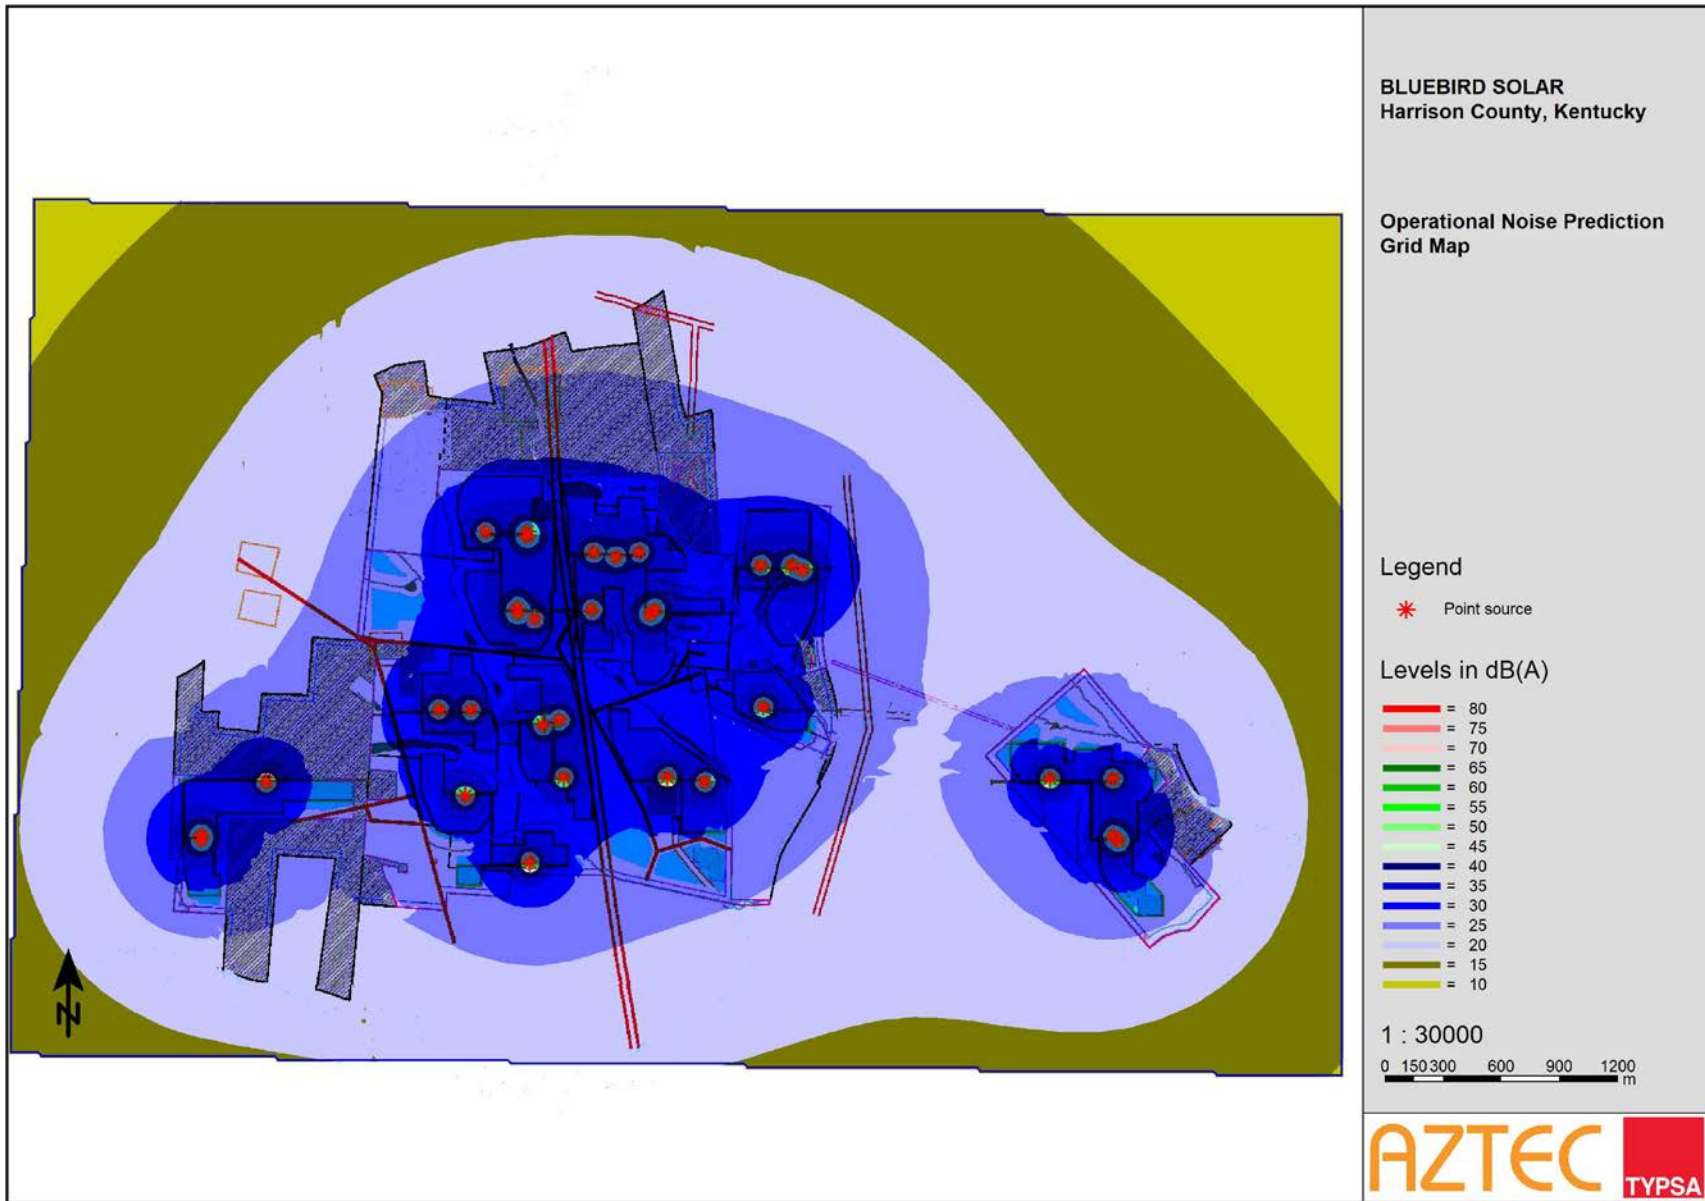 BLUEBIRD SOLAR
Harrison County, Kentucky
Operational Noise Prediction
Grid Map
Legend
Point source
Levels in dB(A)
= 80
= 75
= 70
= 65
= 60
= 55
= 50
= 45
= 40
= 35
= 30
= 25
= 20
= 15
= 10
1 : 30000
0 150 300 600 900 1200
m
N
AZTEC
TYPSA